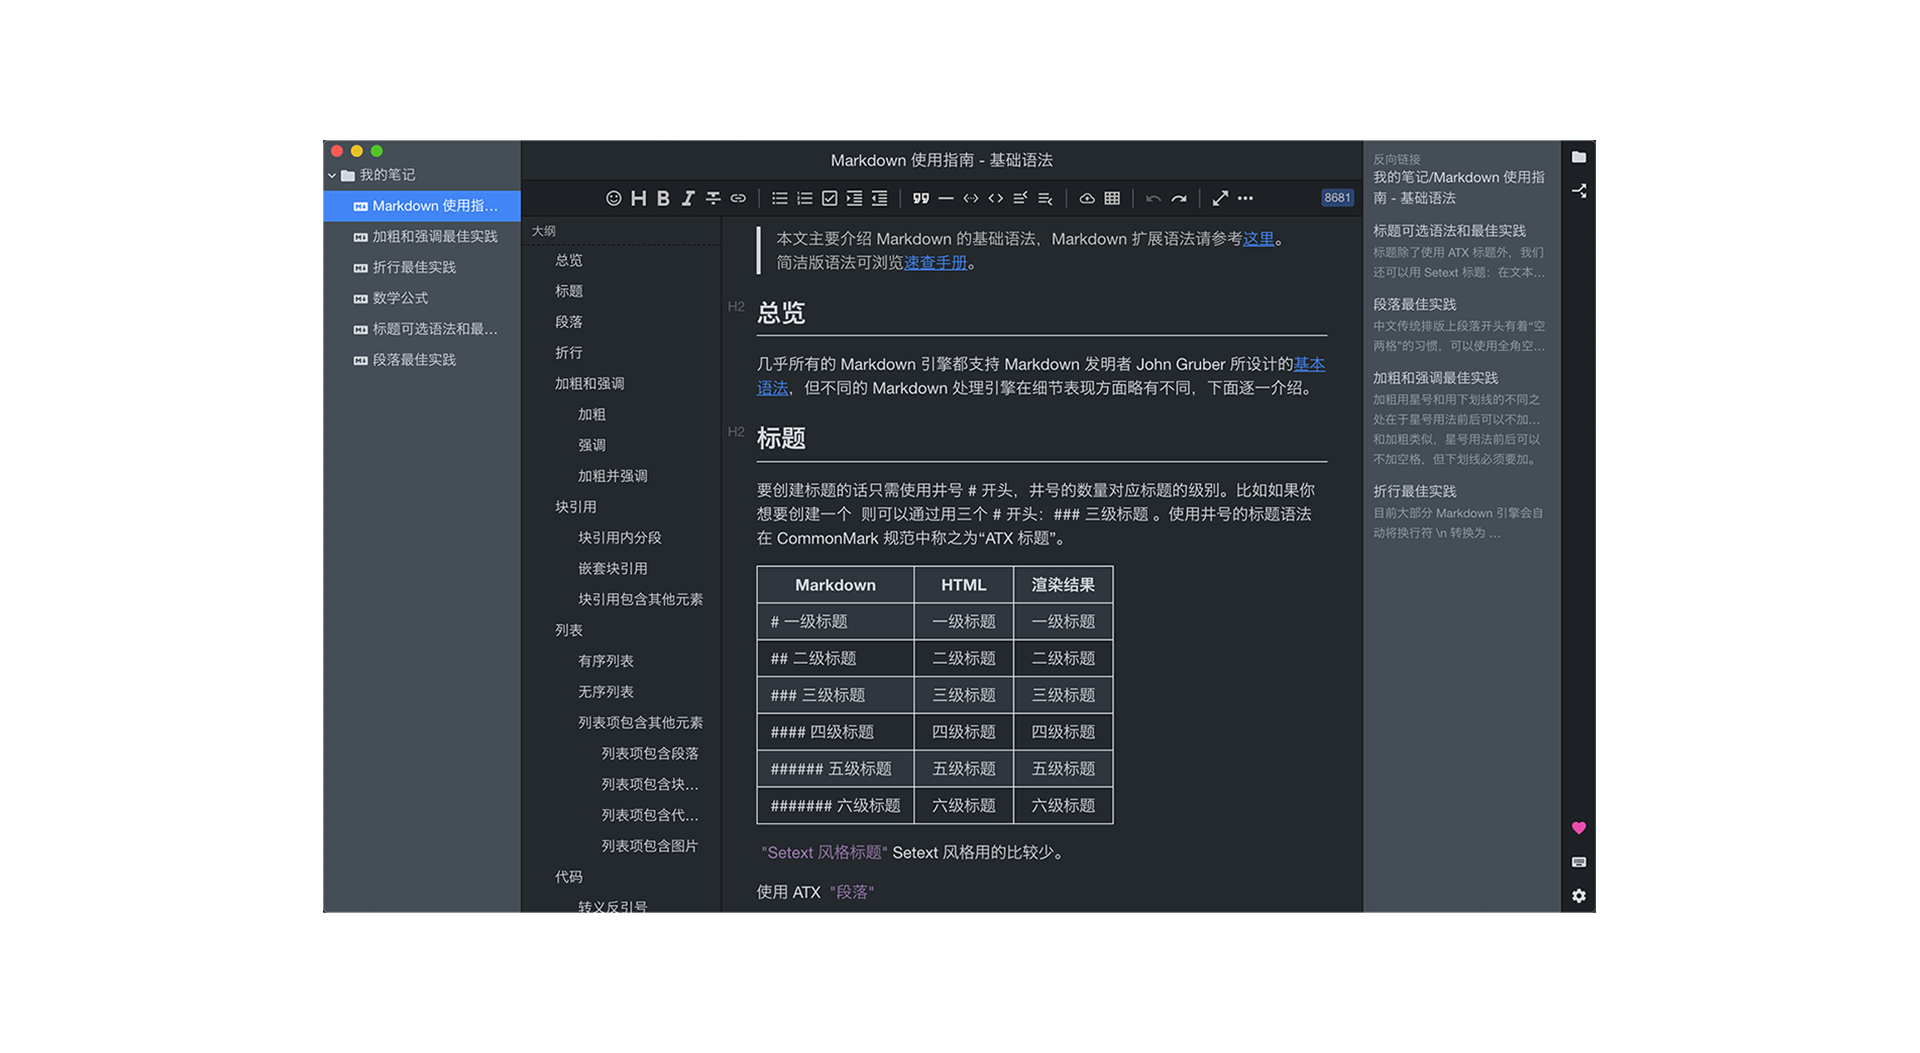 我的笔记
Markdown 使用指...
加粗和强调最佳实践
折行最佳实践
数学公式
标题可选语法和最...
段落最佳实践
Markdown 使用指南 - 基础语法
8681
大纲
总览
标题
段落
折行
加粗和强调
加粗
强调
加粗并强调
块引用
块引用内分段
嵌套块引用
块引用包含其他元素
列表
有序列表
无序列表
列表项包含其他元素
列表项包含段落
列表项包含块...
列表项包含代...
列表项包含图片
代码
转义反引号
本文主要介绍 Markdown 的基础语法，Markdown 扩展语法请参考这里。
简洁版语法可浏览速查手册。
H2 总览
几乎所有的 Markdown 引擎都支持 Markdown 发明者 John Gruber 所设计的基本
语法，但不同的 Markdown 处理引擎在细节表现方面略有不同，下面逐一介绍。
H2 标题
要创建标题的话只需使用井号 # 开头，井号的数量对应标题的级别。比如如果你
想要创建一个 则可以通过用三个 # 开头：### 三级标题 。使用井号的标题语法
在 CommonMark 规范中称之为“ATX 标题”。
Markdown HTML 渲染结果
# 一级标题 一级标题 一级标题
## 二级标题 二级标题 二级标题
### 三级标题 三级标题 三级标题
#### 四级标题 四级标题 四级标题
###### 五级标题 五级标题 五级标题
####### 六级标题 六级标题 六级标题
"Setext 风格标题" Setext 风格用的比较少。
使用 ATX "段落"
反向链接
我的笔记/Markdown 使用指
南 - 基础语法
标题可选语法和最佳实践
标题除了使用 ATX 标题外，我们
还可以用 Setext 标题：在文本...
段落最佳实践
中文传统排版上段落开头有着“空
两格”的习惯，可以使用全角空...
加粗和强调最佳实践
加粗用星号和用下划线的不同之
处在于星号用法前后可以不加...
和加粗类似，星号用法前后可以
不加空格，但下划线必须要加。
折行最佳实践
目前大部分 Markdown 引擎会自
动将换行符 \n 转换为 ...